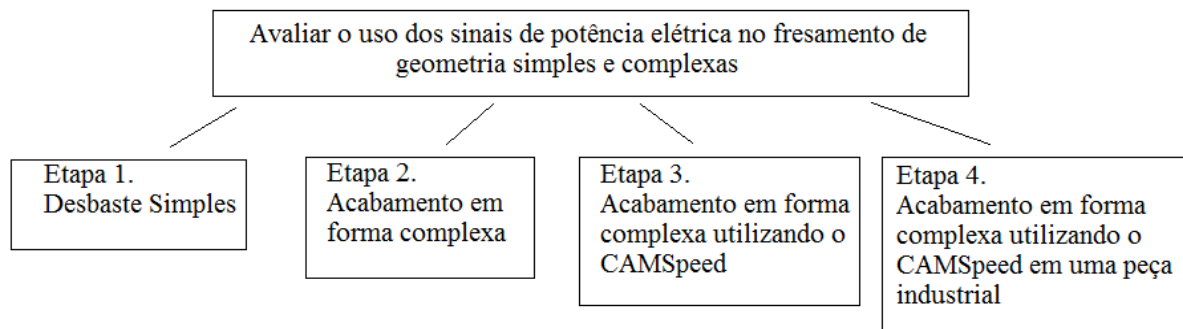 Avaliar o uso dos sinais de potência elétrica no fresamento de
geometria simples e complexas
Etapa 1.
Desbaste Simples
Etapa 2.
Acabamento em
forma complexa
Etapa 3.
Acabamento em forma
complexa utilizando o
CAMSpeed
Etapa 4.
Acabamento em forma
complexa utilizando o
CAMSpeed em uma peça
industrial